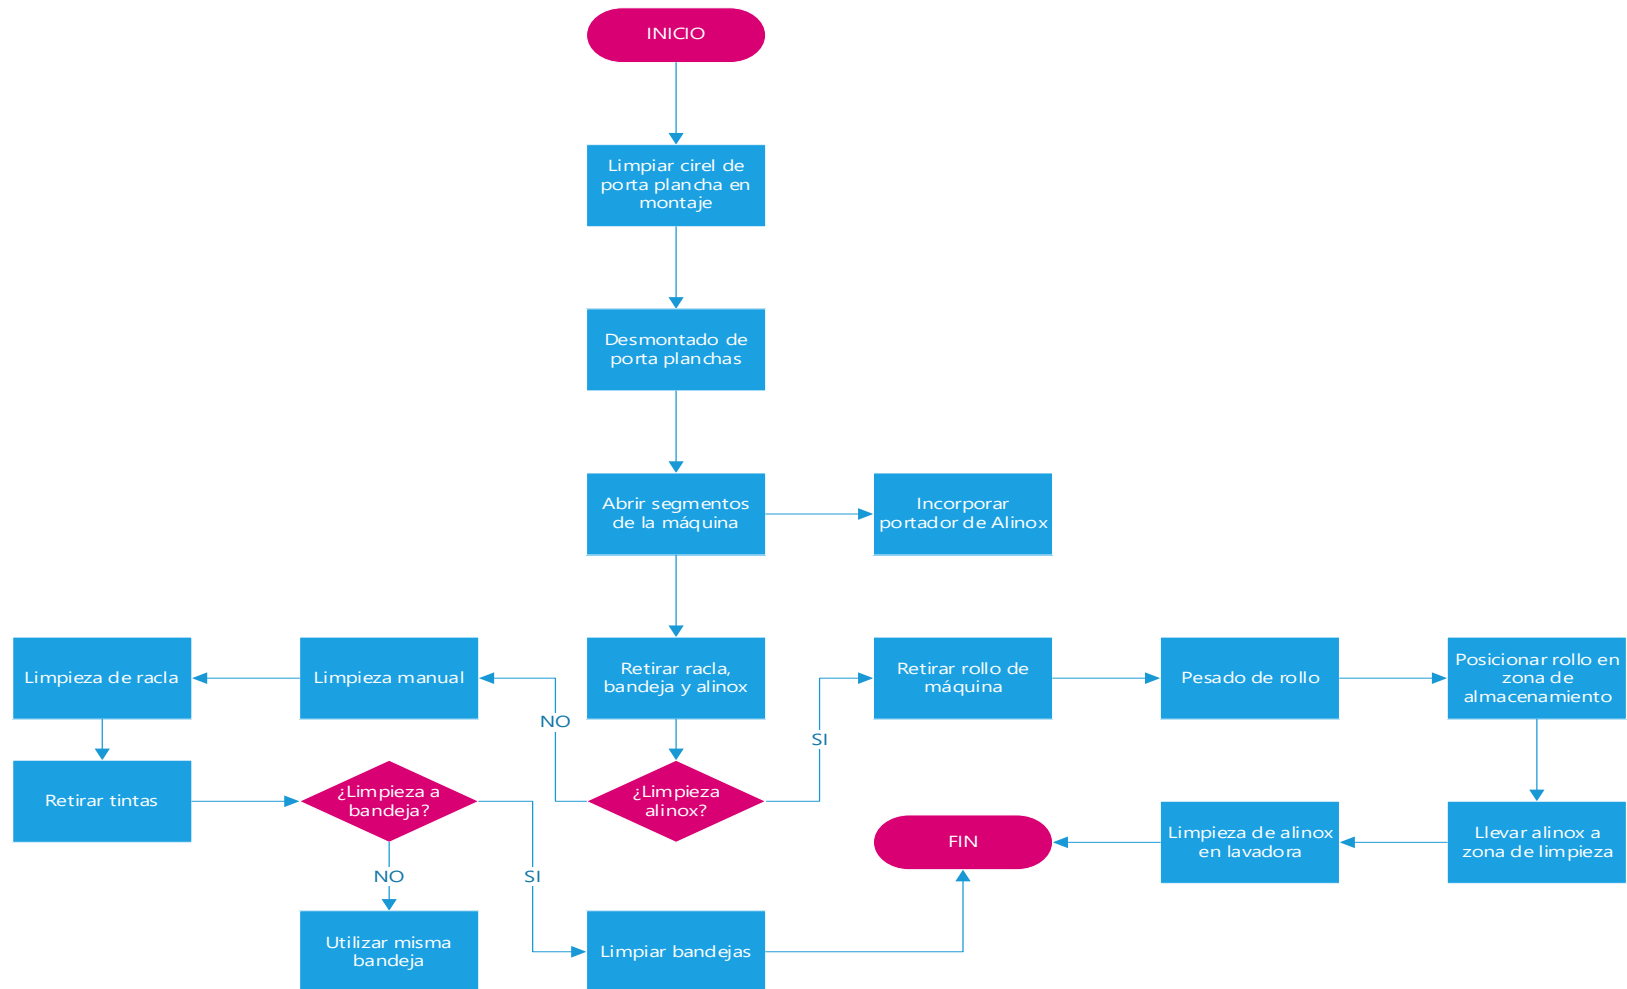 INICIO
Limpiar cirel de
porta plancha en
montaje
Desmontado de
porta planchas
Abrir segmentos
de la máquina
Incorporar
portador de Alinox
Limpieza de racla
Limpieza manual
Retirar racla,
bandeja y alinox
Retirar rollo de
máquina
Pesado de rollo
Posicionar rollo en
zona de
almacenamiento
NO
SI
Retirar tintas
¿Limpieza a
bandeja?
¿Limpieza
alinox?
FIN
Limpieza de alinox
en lavadora
Llevar alinox a
zona de limpieza
NO
SI
Utilizar misma
bandeja
Limpiar bandejas